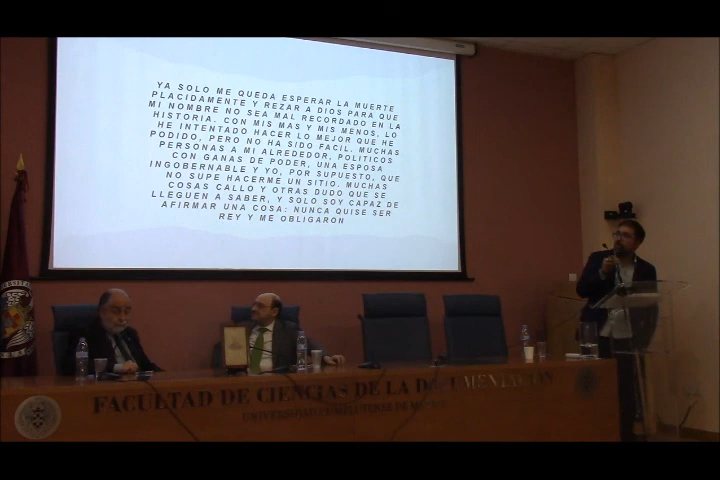 YA SOLO ME QUEDA ESPERAR LA MUERTE
PLACIDAMENTE Y REZAR A DIOS PARA QUE
MI NOMBRE NO SEA MAL RECORDADO EN LA
HISTORIA. CON MIS MAS Y MIS MENOS, LO
HE INTENTADO HACER LO MEJOR QUE HE
PODIDO, PERO NO HA SIDO FACIL. MUCHAS
PERSONAS A MI ALREDEDOR, POLITICOS
CON GANAS DE PODER, UNA ESPOSA
INGOBERNABLE Y YO, POR SUPUESTO, QUE
NO SUPE HACERME UN SITIO. MUCHAS
COSAS CALLO Y OTRAS DUDO QUE SE
LLEGUEN A SABER, Y SOLO SOY CAPAZ DE
AFIRMAR UNA COSA: NUNCA QUISE SER
REY Y ME OBLIGARON
FACULTAD DE CIENCIAS DE LA DOCUMENTACIÓN
UNIVERSIDAD COMPLUTENSE DE